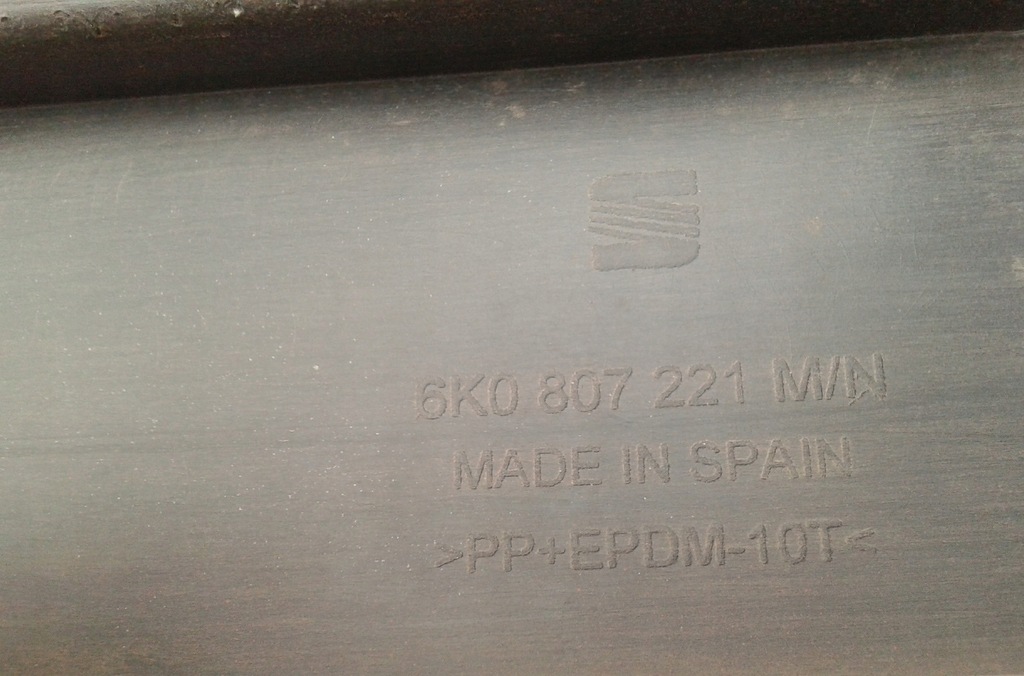 6K0 807 221 M/N
MADE IN SPAIN
>PP+EPDM-10T<